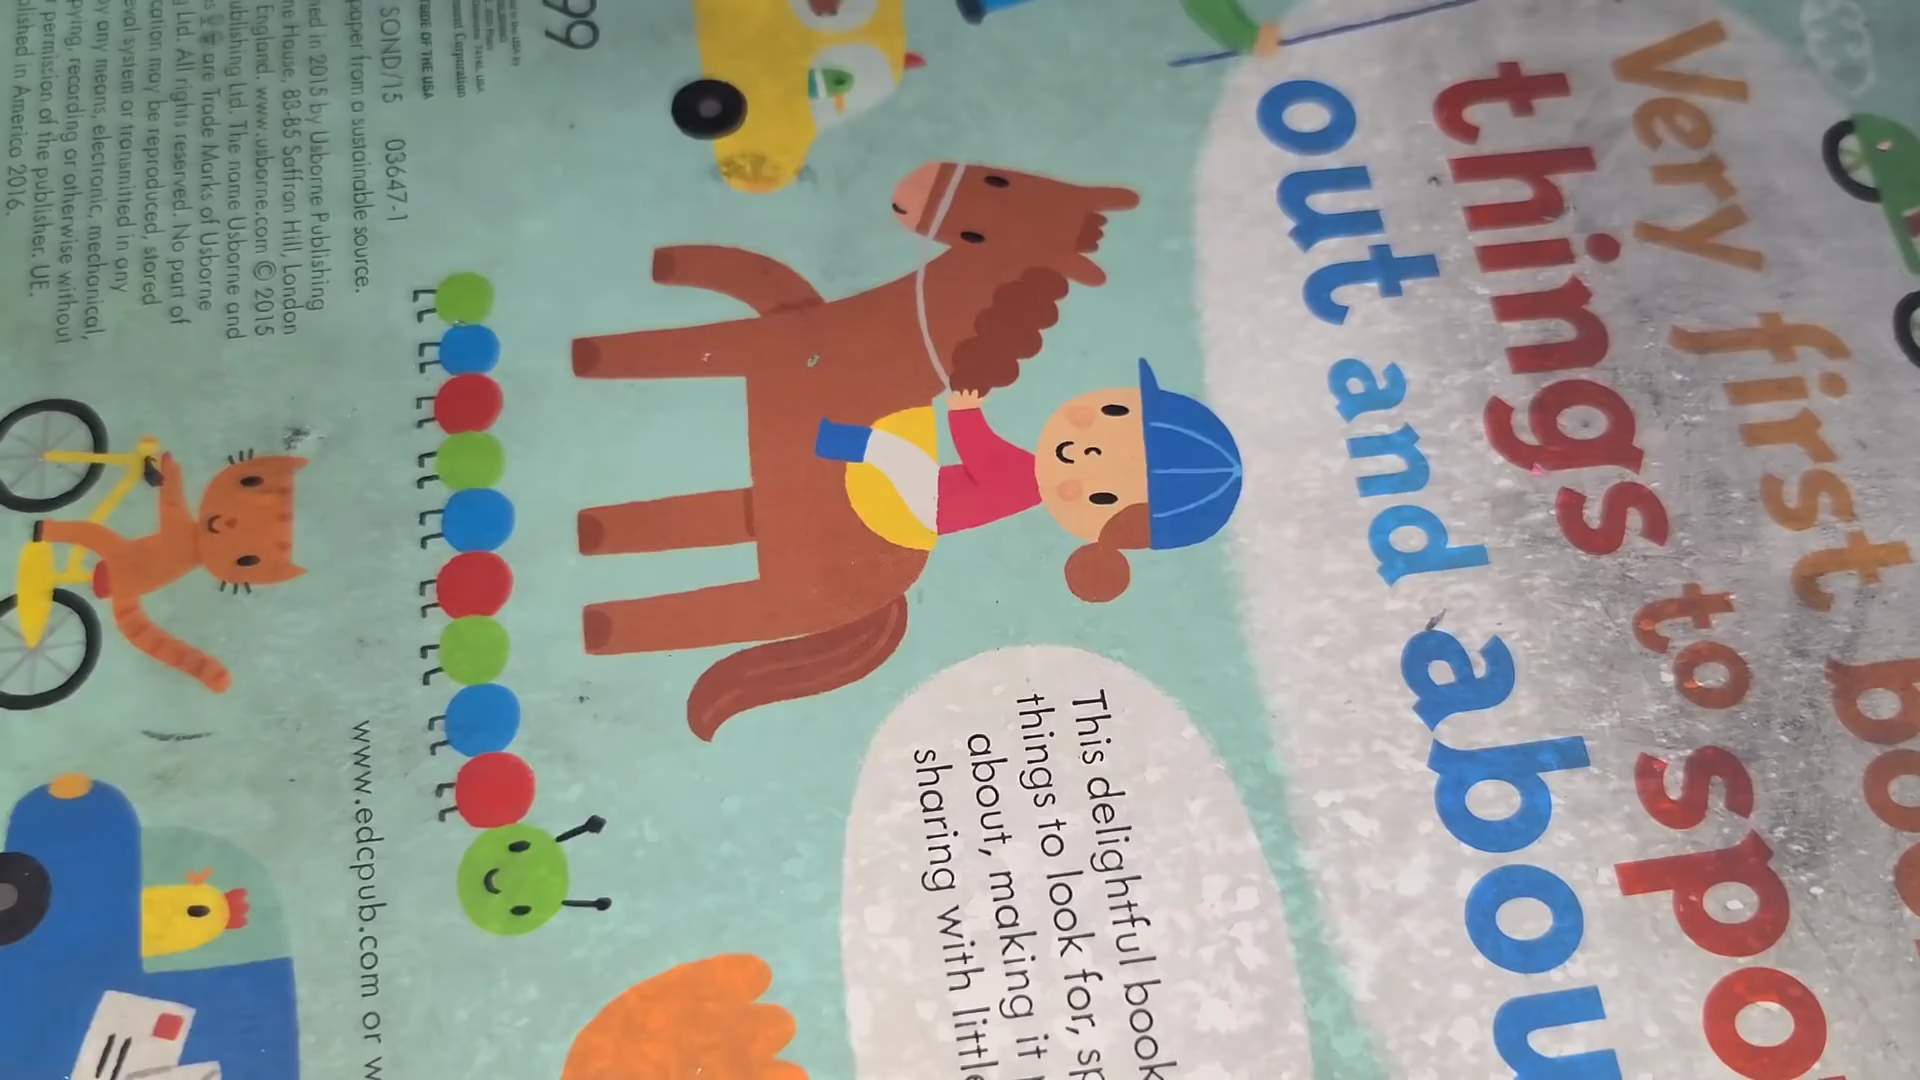 Very first boo
things to spo
out and abou
This delightful book
things to look for, sp
about, making it
sharing with little
www.edcpub.com or w
99
SOND/15 03647-1
paper from a sustainable source.
ned in 2015 by Usborne Publishing
ne House, 83-85 Saffron Hill, London
England. www.usborne.com © 2015
ublishing Ltd. The name Usborne and
are Trade Marks of Usborne
g Ltd. All rights reserved. No part of
cation may be reproduced, stored
eval system or transmitted in any
y any means, electronic, mechanical,
pying, recording or otherwise without
permission of the publisher. UE.
lished in America 2016.